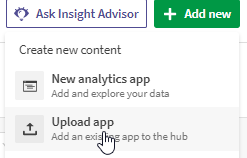 Ask Insight Advisor
Add new
Create new content
New analytics app
Add and explore your data
Upload app
Add an existing app to the hub